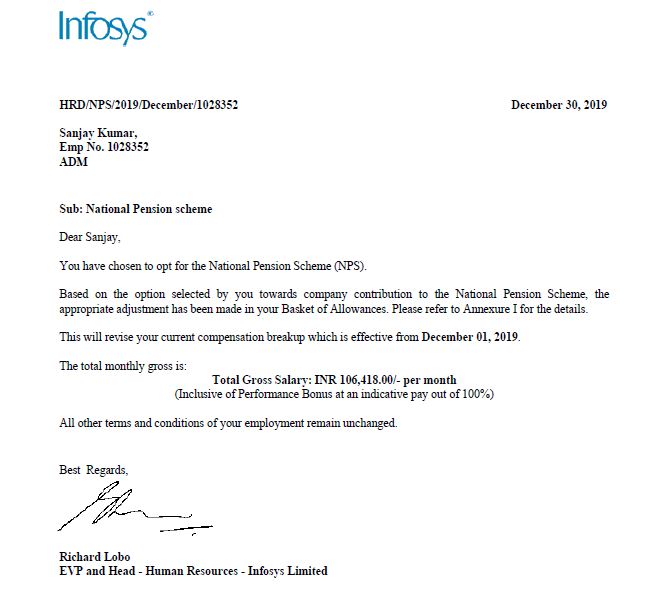 Infosys®
HRD/NPS/2019/December/1028352 December 30, 2019
Sanjay Kumar,
Emp No. 1028352
ADM
Sub: National Pension scheme
Dear Sanjay,
You have chosen to opt for the National Pension Scheme (NPS).
Based on the option selected by you towards company contribution to the National Pension Scheme, the
appropriate adjustment has been made in your Basket of Allowances. Please refer to Annexure I for the details.
This will revise your current compensation breakup which is effective from December 01, 2019.
The total monthly gross is:
Total Gross Salary: INR 106,418.00/- per month
(Inclusive of Performance Bonus at an indicative pay out of 100%)
All other terms and conditions of your employment remain unchanged.
Best Regards,
Richard Lobo
EVP and Head - Human Resources - Infosys Limited